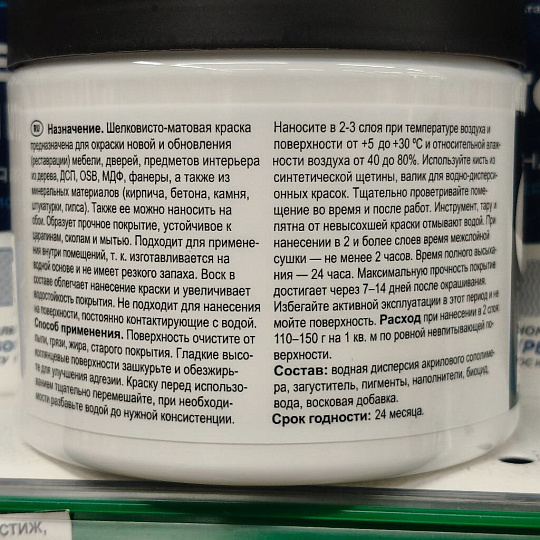 RU Назначение. Шелковисто-матовая краска
предназначена для окраски новой и обновления
(реставрации) мебели, дверей, предметов интерьера
из дерева, ДСП, OSB, МДФ, фанеры, а также из
минеральных материалов (кирпича, бетона, камня,
штукатурки, гипса). Также ее можно наносить на
обои. Образует прочное покрытие, устойчивое к
царапинам, сколам и мытью. Подходит для примене-
ния внутри помещений, т. к. изготавливается на
водной основе и не имеет резкого запаха. Воск в
составе облегчает нанесение краски и увеличивает
водостойкость покрытия. Не подходит для нанесения
на поверхности, постоянно контактирующие с водой.
Способ применения. Поверхность очистите от
пыли, грязи, жира, старого покрытия. Гладкие высо-
коглянцевые поверхности зашкурьте и обезжирь-
те для улучшения адгезии. Краску перед использо-
ванием тщательно перемешайте, при необходи-
мости разбавьте водой до нужной консистенции.
Наносите в 2-3 слоя при температуре воздуха и
поверхности от +5 до +30 °С и относительной влаж-
ности воздуха от 40 до 80%. Используйте кисть из
синтетической щетины, валик для водно-дисперси-
онных красок. Тщательно проветривайте поме-
щение во время и после работ. Инструмент, тару и
пятна от невысохшей краски отмывают водой. При
нанесении в 2 и более слоев время межслойной
сушки — не менее 2 часов. Время полного высыха-
ния — 24 часа. Максимальную прочность покрытие
достигает через 7–14 дней после окрашивания.
Избегайте активной эксплуатации в этот период и не
мойте поверхность. Расход при нанесении в 2 слоя:
110–150 г на 1 кв. м по ровной невпитывающей по-
верхности.
Состав: водная дисперсия акрилового сополиме-
ра, загуститель, пигменты, наполнители, биоцид,
вода, восковая добавка.
Срок годности: 24 месяца.
СТИЖ,